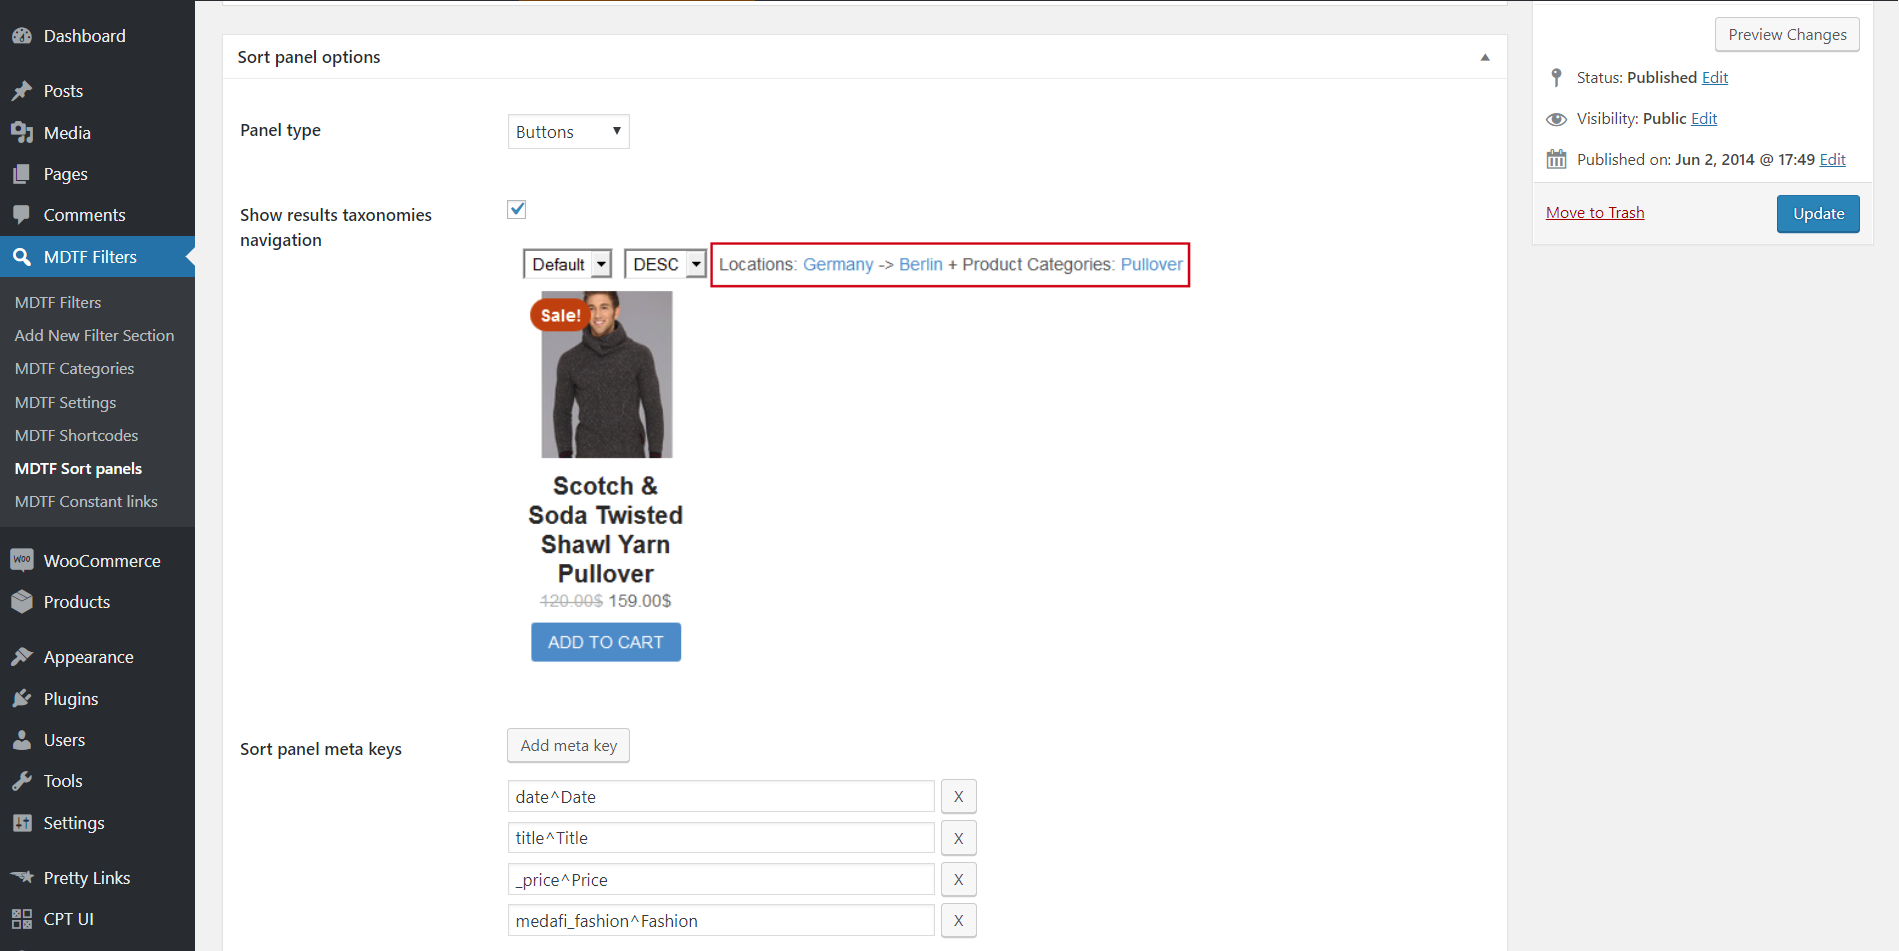 Dashboard
Posts
Media
Pages
Comments
MDTF Filters
MDTF Filters
Add New Filter Section
MDTF Categories
MDTF Settings
MDTF Shortcodes
MDTF Sort panels
MDTF Constant links
WOO WooCommerce
Products
Appearance
Plugins
Users
Tools
Settings
Pretty Links
CPT UI
Sort panel options
Panel type
Buttons
Show results taxonomies
navigation
Default DESC Locations: Germany -> Berlin + Product Categories: Pullover
Sale!
Scotch &
Soda Twisted
Shawl Yarn
Pullover
120.00$ 159.00$
ADD TO CART
Sort panel meta keys
Add meta key
date^Date X
title^Title X
_price^Price X
medafi_fashion^Fashion X
Preview Changes
Status: Published Edit
Visibility: Public Edit
Published on: Jun 2, 2014 @ 17:49 Edit
Move to Trash Update